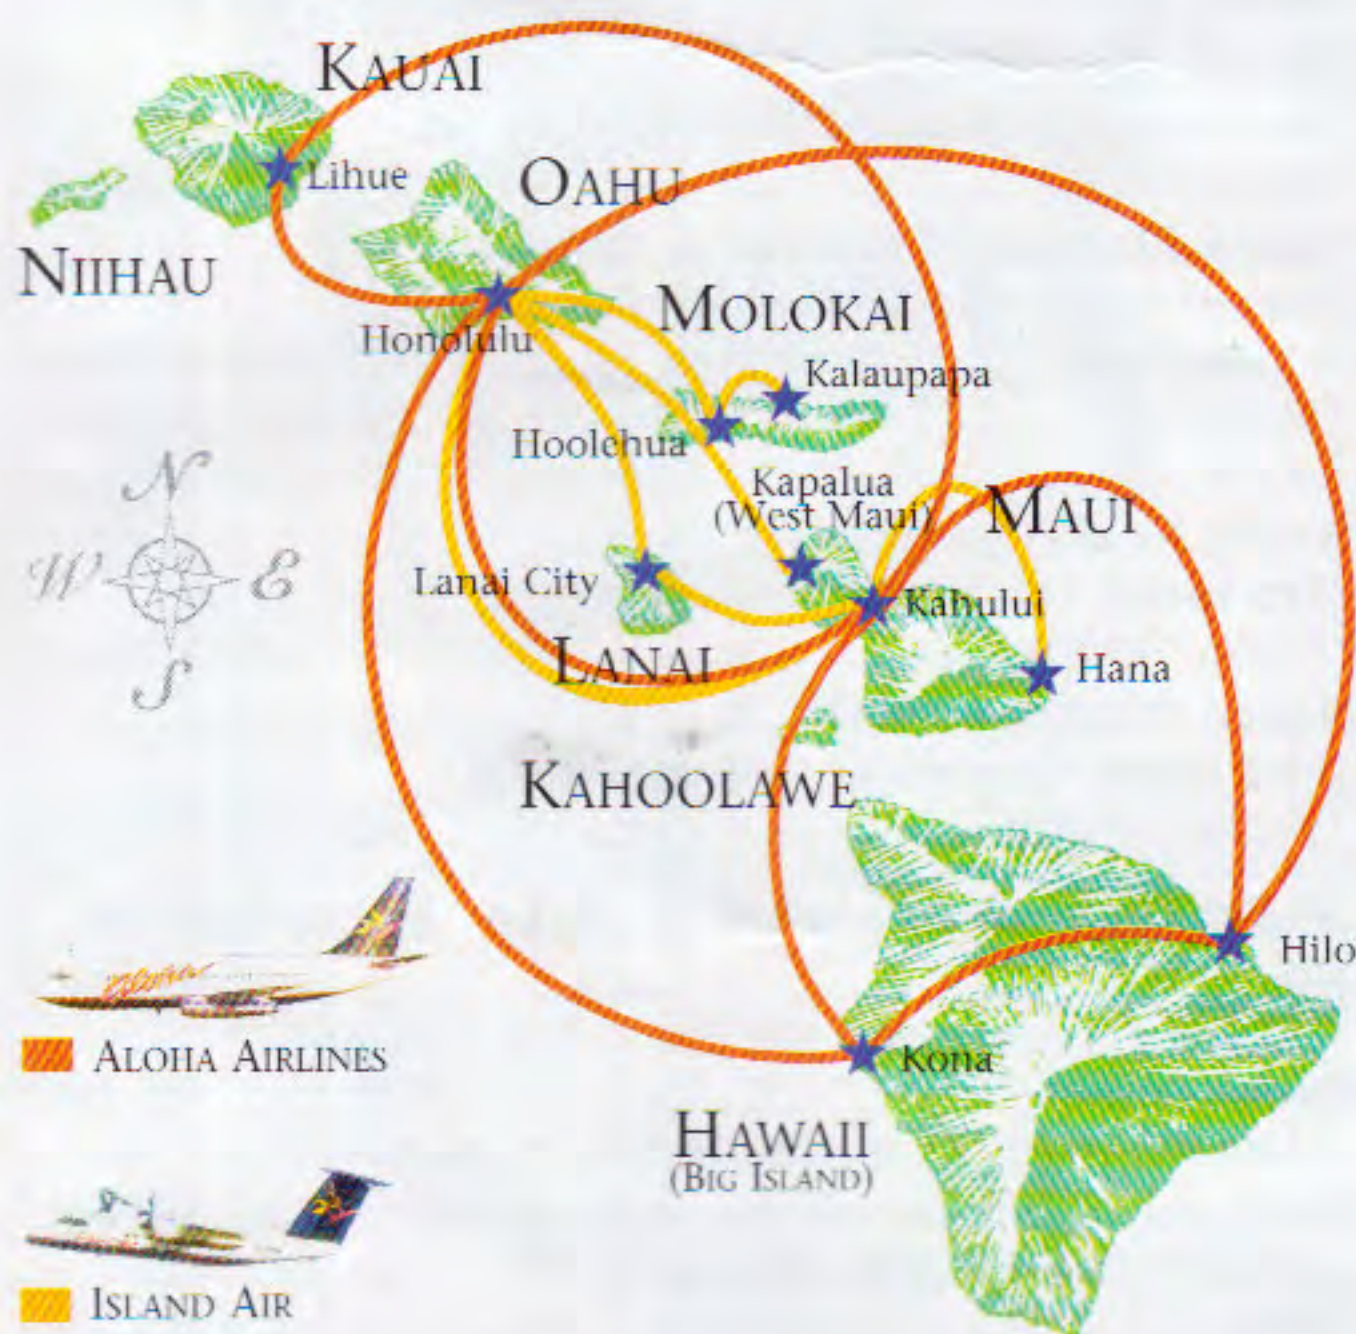 KAUAI
Lihue
OAHU
NIIHAU
Honolulu
MOLOKAI
Kalaupapa
Hoolehua
Kapalua
(West Maui)
MAUI
N
W
E
S
Lanai City
Kahului
LANAI
Hana
KAHOOLAWE
Hilo
Kona
ALOHA AIRLINES
HAWAII
(BIG ISLAND)
ISLAND AIR